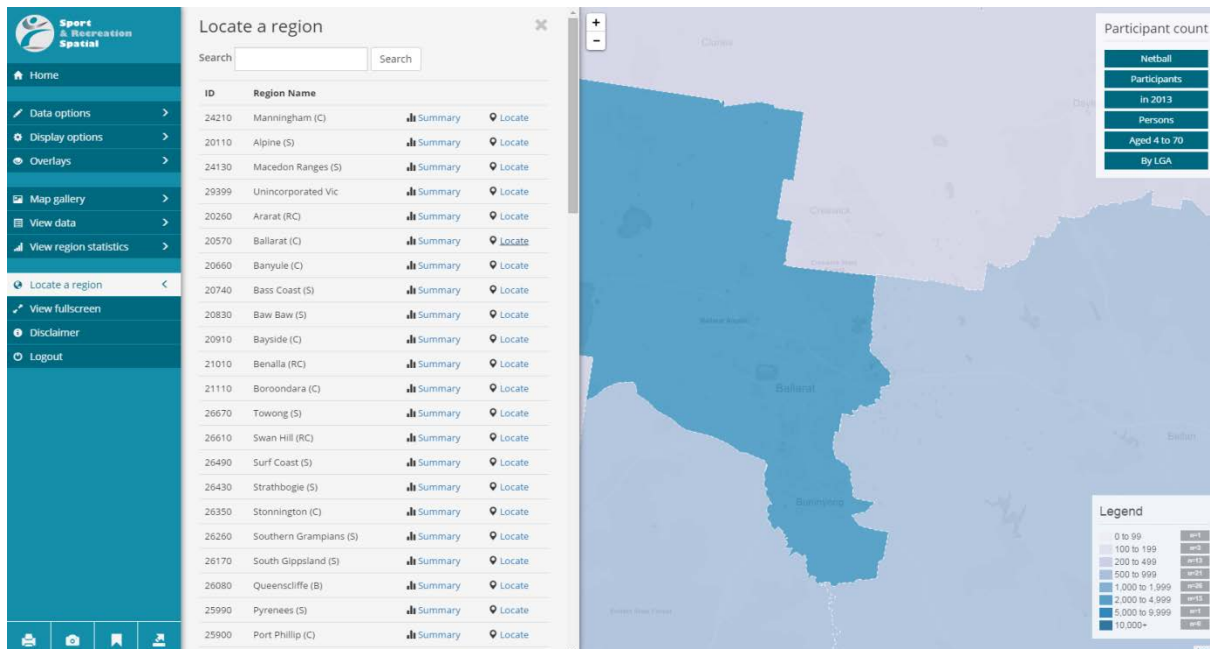 Sport
& Recreation
Spatial
Home
Data options
Display options
Overlays
Map gallery
View data
View region statistics
Locate a region
View fullscreen
Disclaimer
Logout
Locate a region
Search Search
ID Region Name
24210 Manningham (C) Summary Locate
20110 Alpine (S) Summary Locate
24130 Macedon Ranges (S) Summary Locate
29399 Unincorporated Vic Summary Locate
20260 Ararat (RC) Summary Locate
20570 Ballarat (C) Summary Locate
20660 Banyule (C) Summary Locate
20740 Bass Coast (S) Summary Locate
20830 Baw Baw (S) Summary Locate
20910 Bayside (C) Summary Locate
21010 Benalla (RC) Summary Locate
21110 Boroondara (C) Summary Locate
26670 Towong (S) Summary Locate
26610 Swan Hill (RC) Summary Locate
26490 Surf Coast (S) Summary Locate
26430 Strathbogie (S) Summary Locate
26350 Stonnington (C) Summary Locate
26260 Southern Grampians (S) Summary Locate
26170 South Gippsland (S) Summary Locate
26080 Queenscliffe (B) Summary Locate
25990 Pyrenees (S) Summary Locate
25900 Port Phillip (C) Summary Locate
+
-
Clunes
Creswick
Ballarat
Buninyong
Ballan
Participant count
Netball
Participants
in 2013
Persons
Aged 4 to 70
By LGA
Legend
0 to 99 n=1
100 to 199
200 to 499 n=13
500 to 999 n=21
1,000 to 1,999 n=26
2,000 to 4,999 n=15
5,000 to 9,999 n=1
10,000+ n=0